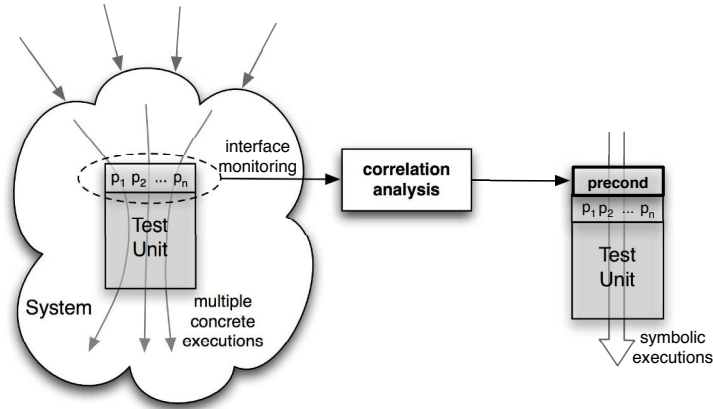 interface
monitoring
p1 p2 ... pn
Test
Unit
System
multiple
concrete
executions
correlation
analysis
precond
p1 p2 ... pn
Test
Unit
symbolic
executions